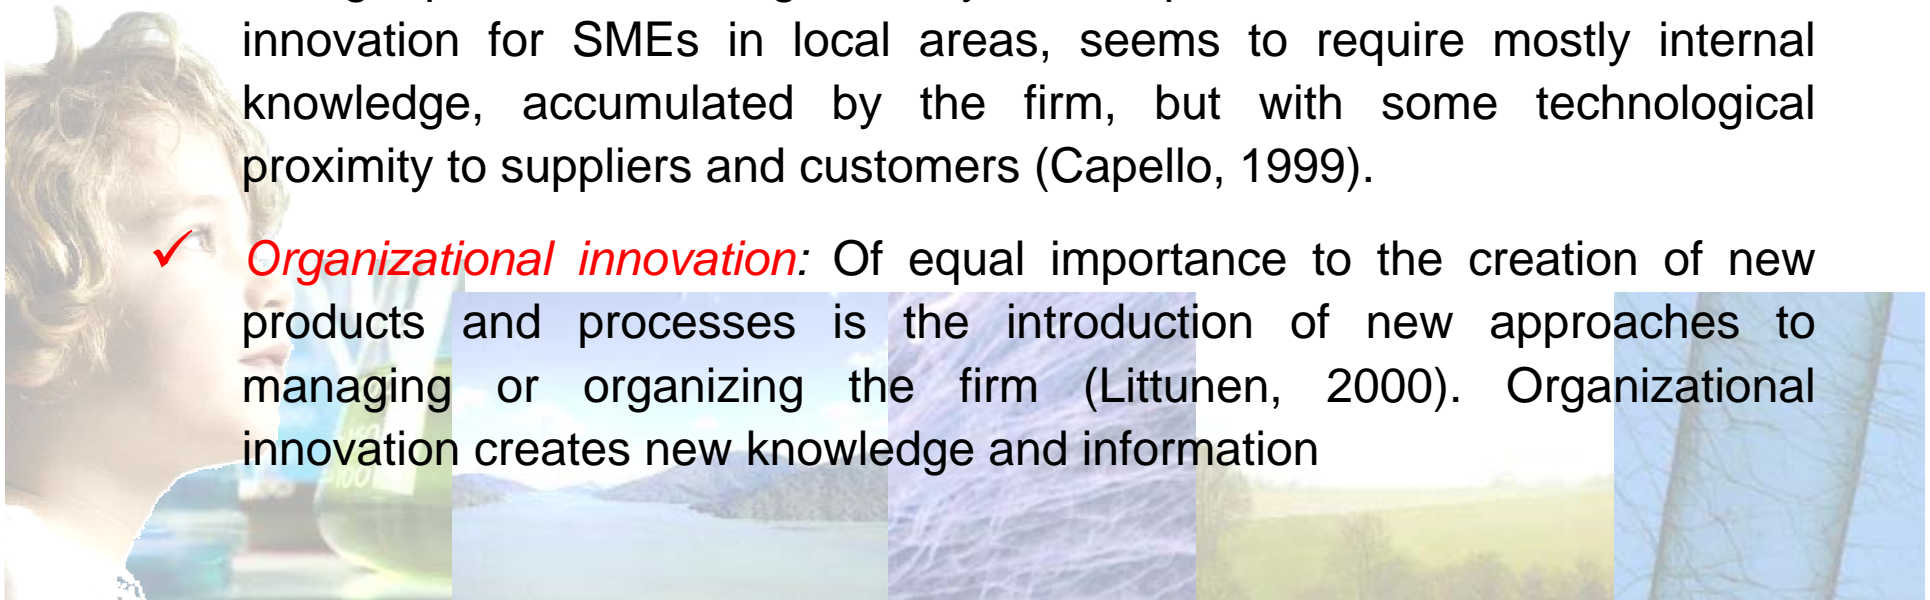 innovation for SMEs in local areas, seems to require mostly internal
knowledge, accumulated by the firm, but with some technological
proximity to suppliers and customers (Capello, 1999).
✓ Organizational innovation: Of equal importance to the creation of new
products and processes is the introduction of new approaches to
managing or organizing the firm (Littunen, 2000). Organizational
innovation creates new knowledge and information